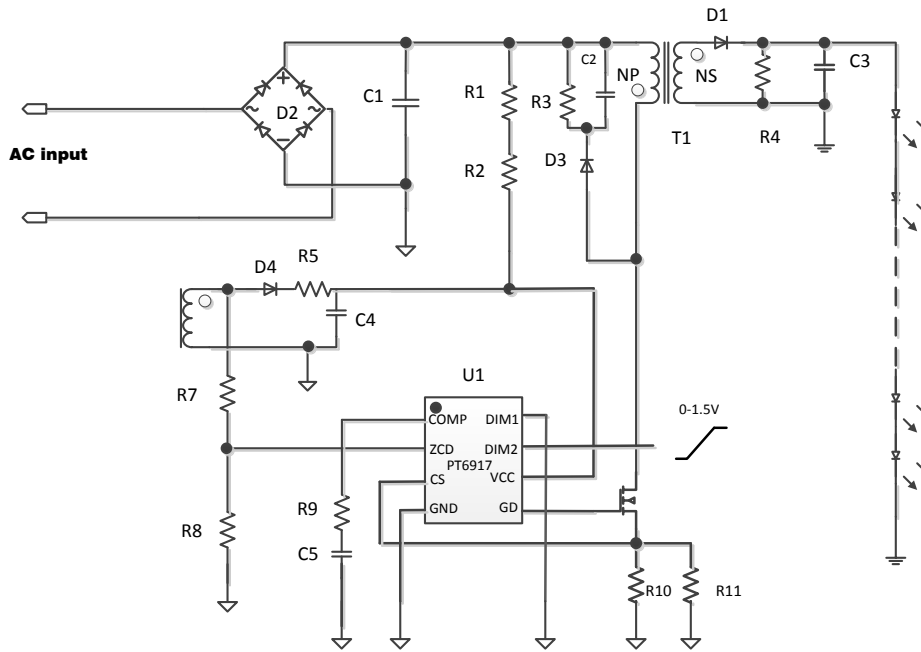 D1
C2
C3
NP
NS
C1
R1
R3
D2
R4
T1
AC input
D3
R2
D4
R5
C4
U1
R7
0-1.5V
COMP
DIM1
ZCD
DIM2
PT6917
CS
VCC
R9
GND
GD
R8
C5
R10
R11